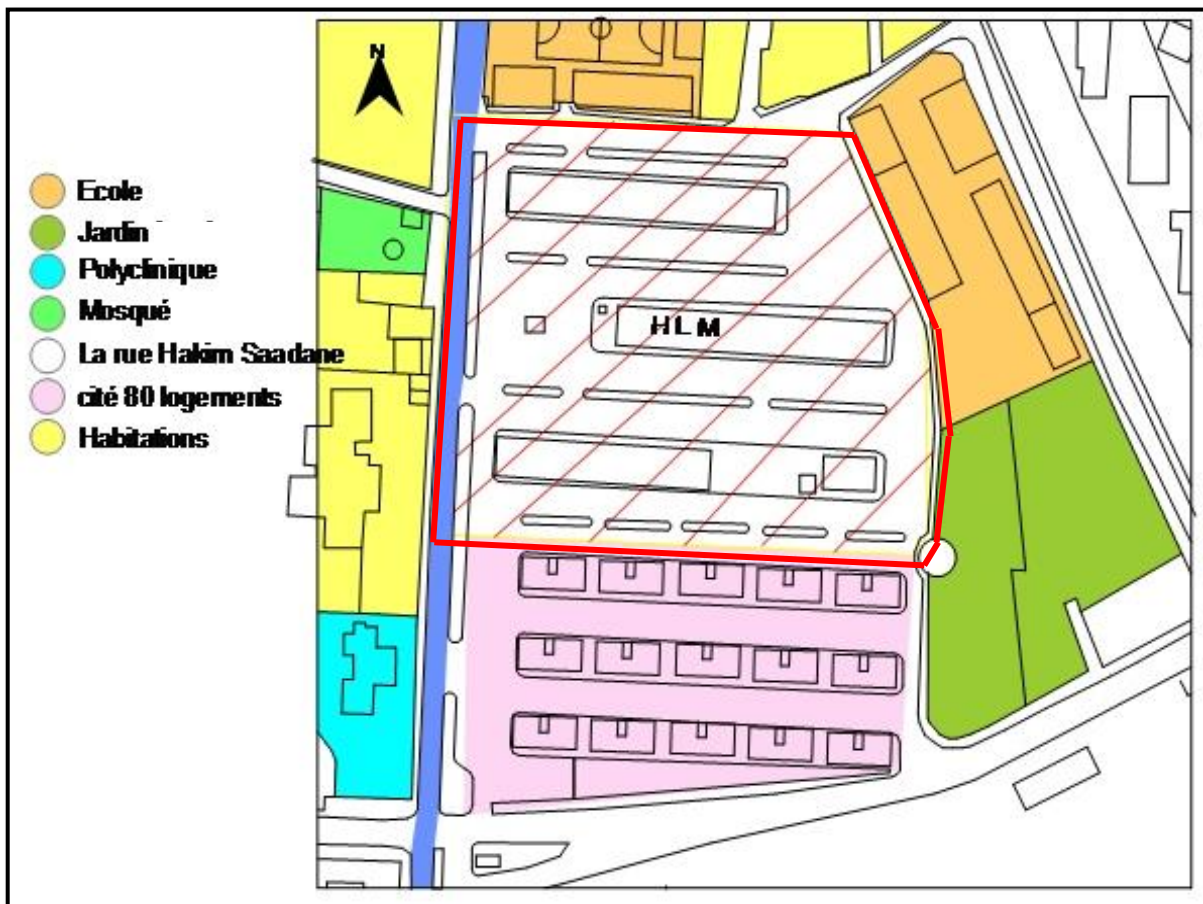 N
Ecole
Jardin
Polyclinique
Mosqué
La rue Hakim Saadane
cité 80 logements
Habitations
HLM